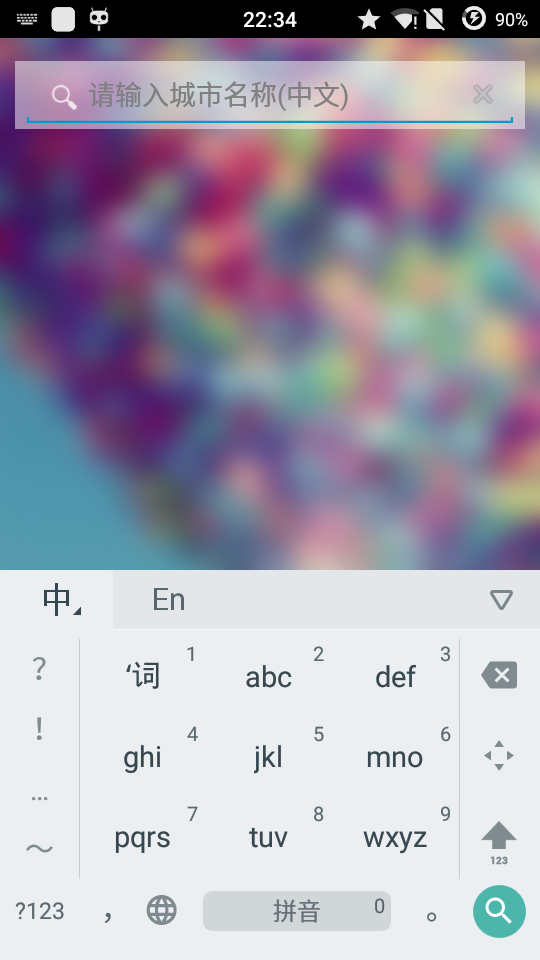 22:34 90%
请输入城市名称(中文)
中 En
? '词 1 abc 2 def 3
! ghi 4 jkl 5 mno 6
… pqrs 7 tuv 8 wxyz 9
～ 123
?123 ， 拼音 0 。